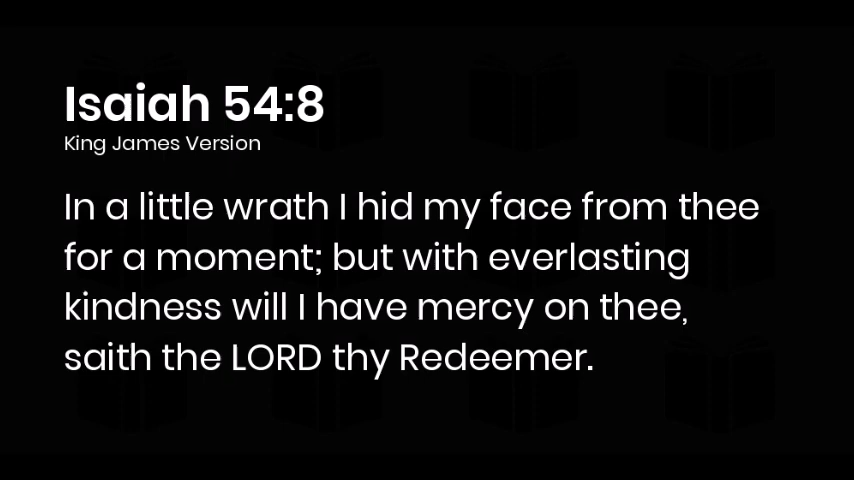 Isaiah 54:8
King James Version
In a little wrath I hid my face from thee
for a moment; but with everlasting
kindness will I have mercy on thee,
saith the LORD thy Redeemer.